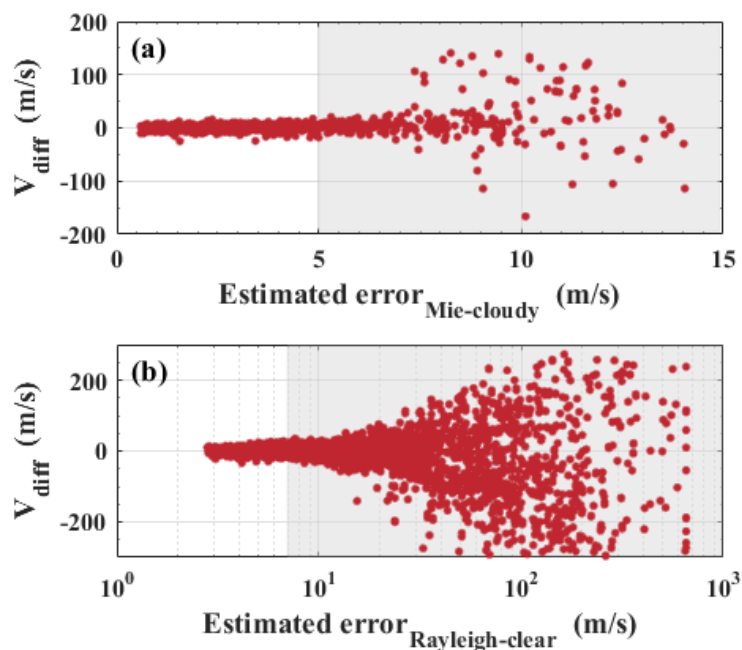 (a)
200
100
0
-100
-200
V_diff (m/s)
0 5 10 15
Estimated error_Mie-cloudy (m/s)
(b)
200
0
-200
V_diff (m/s)
10^0 10^1 10^2 10^3
Estimated error_Rayleigh-clear (m/s)